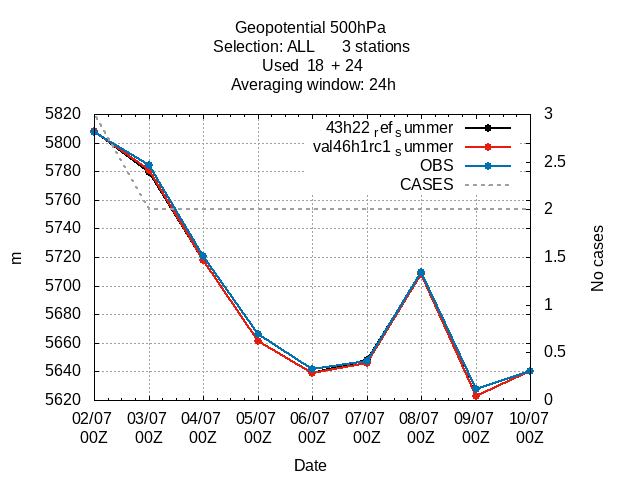 Geopotential 500hPa
Selection: ALL 3 stations
Used 18 + 24
Averaging window: 24h
43h22 refsummer
val46h1rc1 summer
OBS
CASES
5820
5800
5780
5760
5740
5720
5700
5680
5660
5640
5620
m
3
2.5
2
1.5
1
0.5
0
No cases
02/07 03/07 04/07 05/07 06/07 07/07 08/07 09/07 10/07
00Z 00Z 00Z 00Z 00Z 00Z 00Z 00Z 00Z
Date